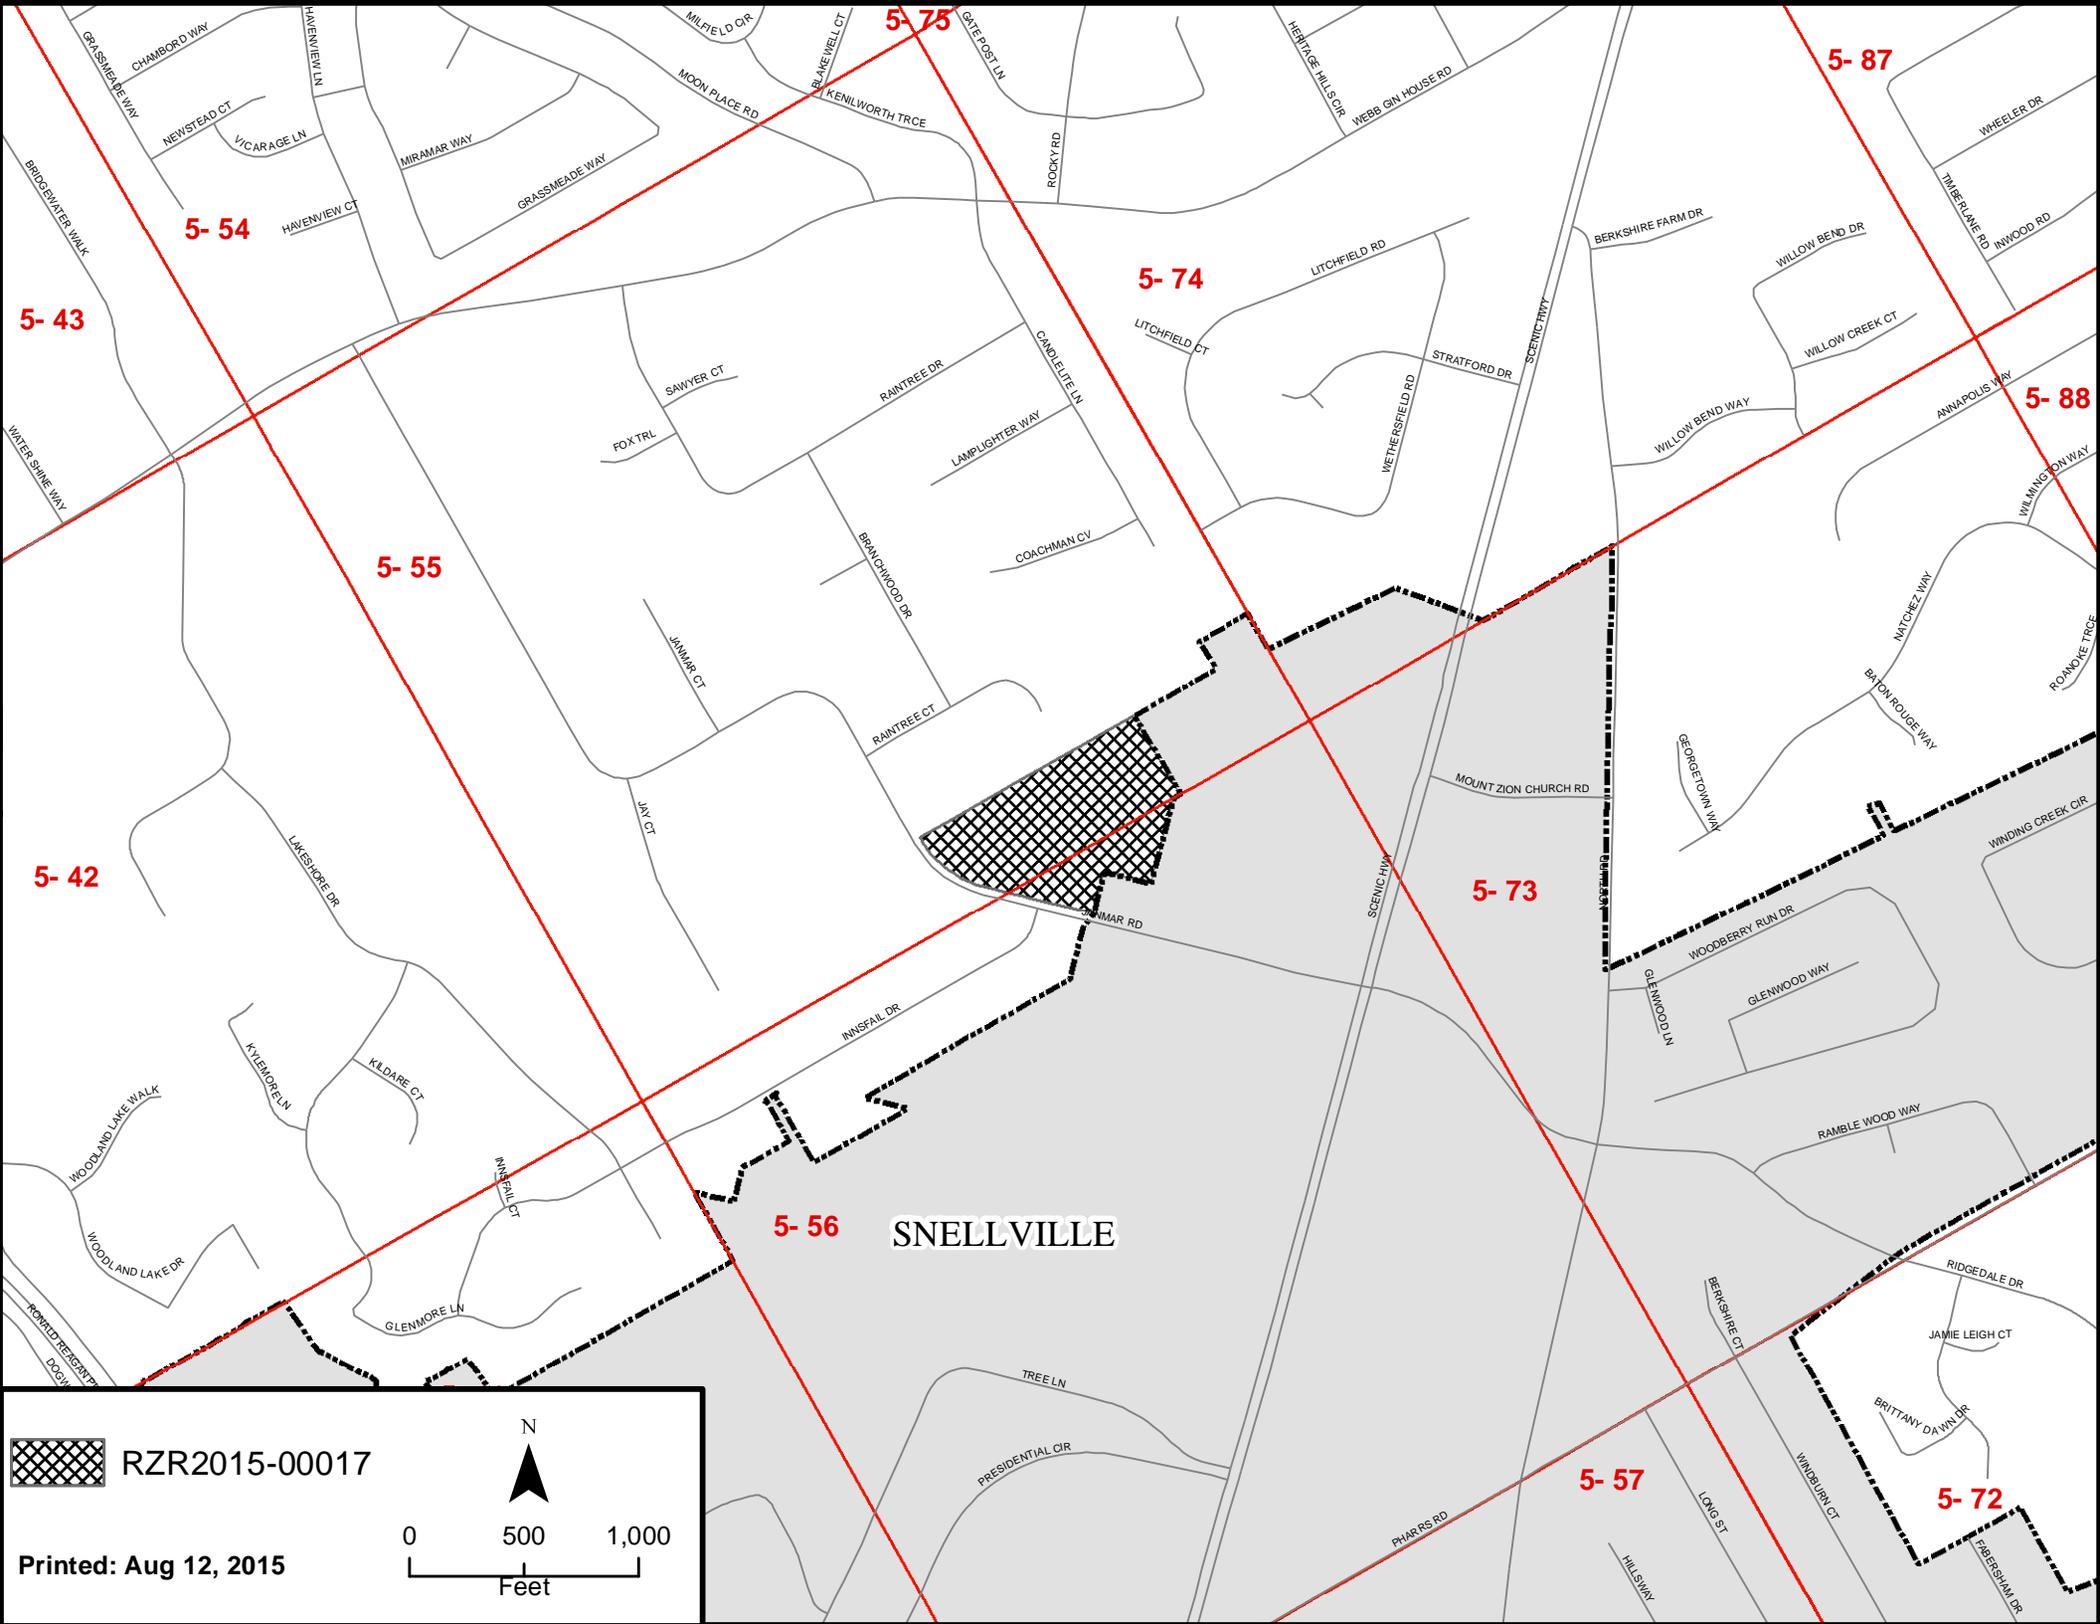 5- 75
MILFIELD CIR
BLAKEWELL CT
GATE POST LN
HAVENVIEW LN
GRASSMEADE WAY
CHAMBORD WAY
HERITAGE HILLS CIR
5- 87
MOON PLACE RD
KENILWORTH TRCE
WEBB GIN HOUSE RD
NEWSTEAD CT
VICARAGE LN
MIRAMAR WAY
GRASSMEADE WAY
ROCKY RD
WHEELER DR
BRIDGEWATER WALK
5- 54
HAVENVIEW CT
TIMBERLANE RD
INWOOD RD
BERKSHIRE FARM DR
WILLOW BEND DR
LITCHFIELD RD
5- 74
5- 43
LITCHFIELD CT
SCENIC HWY
WILLOW CREEK CT
STRATFORD DR
CANDLELITE LN
SAWYER CT
RAINTREE DR
WETHERSFIELD RD
ANNAPOLIS WAY
5- 88
WILLOW BEND WAY
WATER SHINE WAY
FOX TRL
LAMPLIGHTER WAY
WILMINGTON WAY
COACHMAN CV
5- 55
BRANCHWOOD DR
NATCHEZ WAY
ROANOKE TRCE
JANMAR CT
BATON ROUGE WAY
RAINTREE CT
GEORGETOWN WAY
MOUNT ZION CHURCH RD
JAY CT
WINDING CREEK CIR
5- 42
LAKESHORE DR
SCENIC HWY
5- 73
JANMAR RD
WOODBERRY RUN DR
GLENWOOD WAY
GLENWOOD LN
INNSFAIL DR
KYLEMORE LN
KILDARE CT
WOODLAND LAKE WALK
RAMBLE WOOD WAY
INNSFAIL CT
5- 56
SNELLVILLE
WOODLAND LAKE DR
RIDGEDALE DR
BERKSHIRE CT
GLENMORE LN
RONALD REAGAN
JAMIE LEIGH CT
TREE LN
BRITTANY DAWN DR
PRESIDENTIAL CIR
5- 57
WINDBURN CT
5- 72
LONG ST
PHARRS RD
HILLSWAY
FABERSHAM DR
RZR2015-00017
N
0 500 1,000
Feet
Printed: Aug 12, 2015